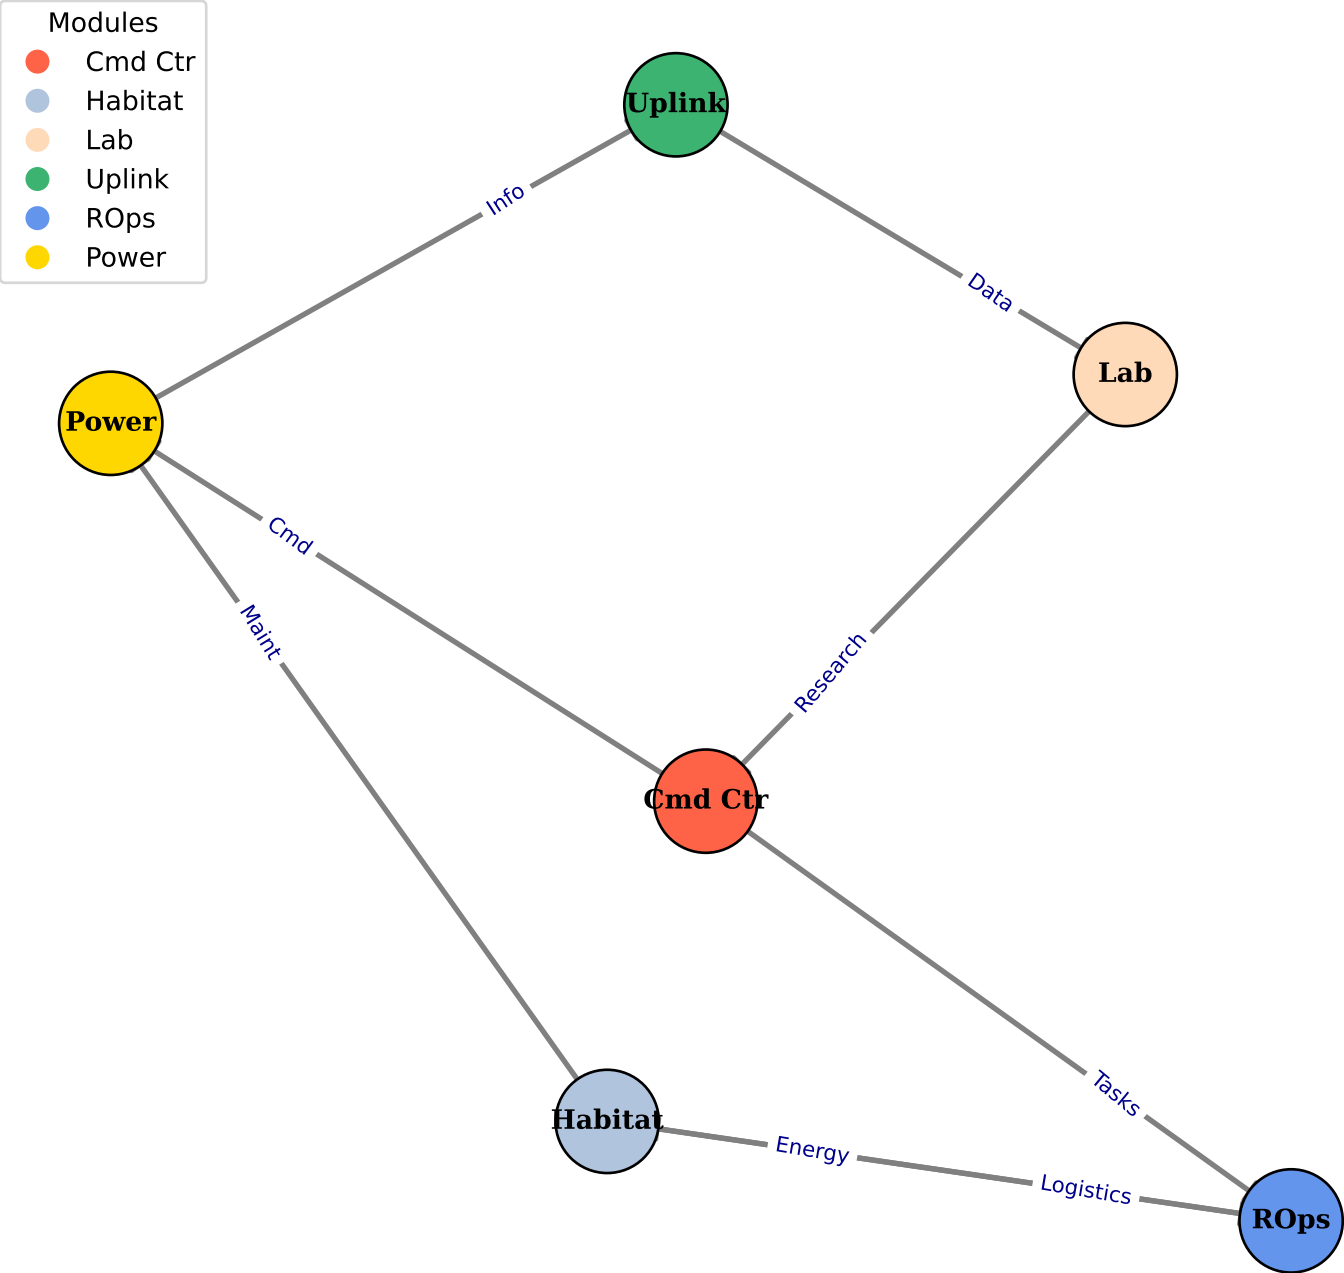 Modules
Cmd Ctr
Habitat
Lab
Uplink
ROps
Power
Uplink
Info
Data
Lab
Power
Cmd
Maint
Research
Cmd Ctr
Tasks
Habitat
Energy
Logistics
ROps